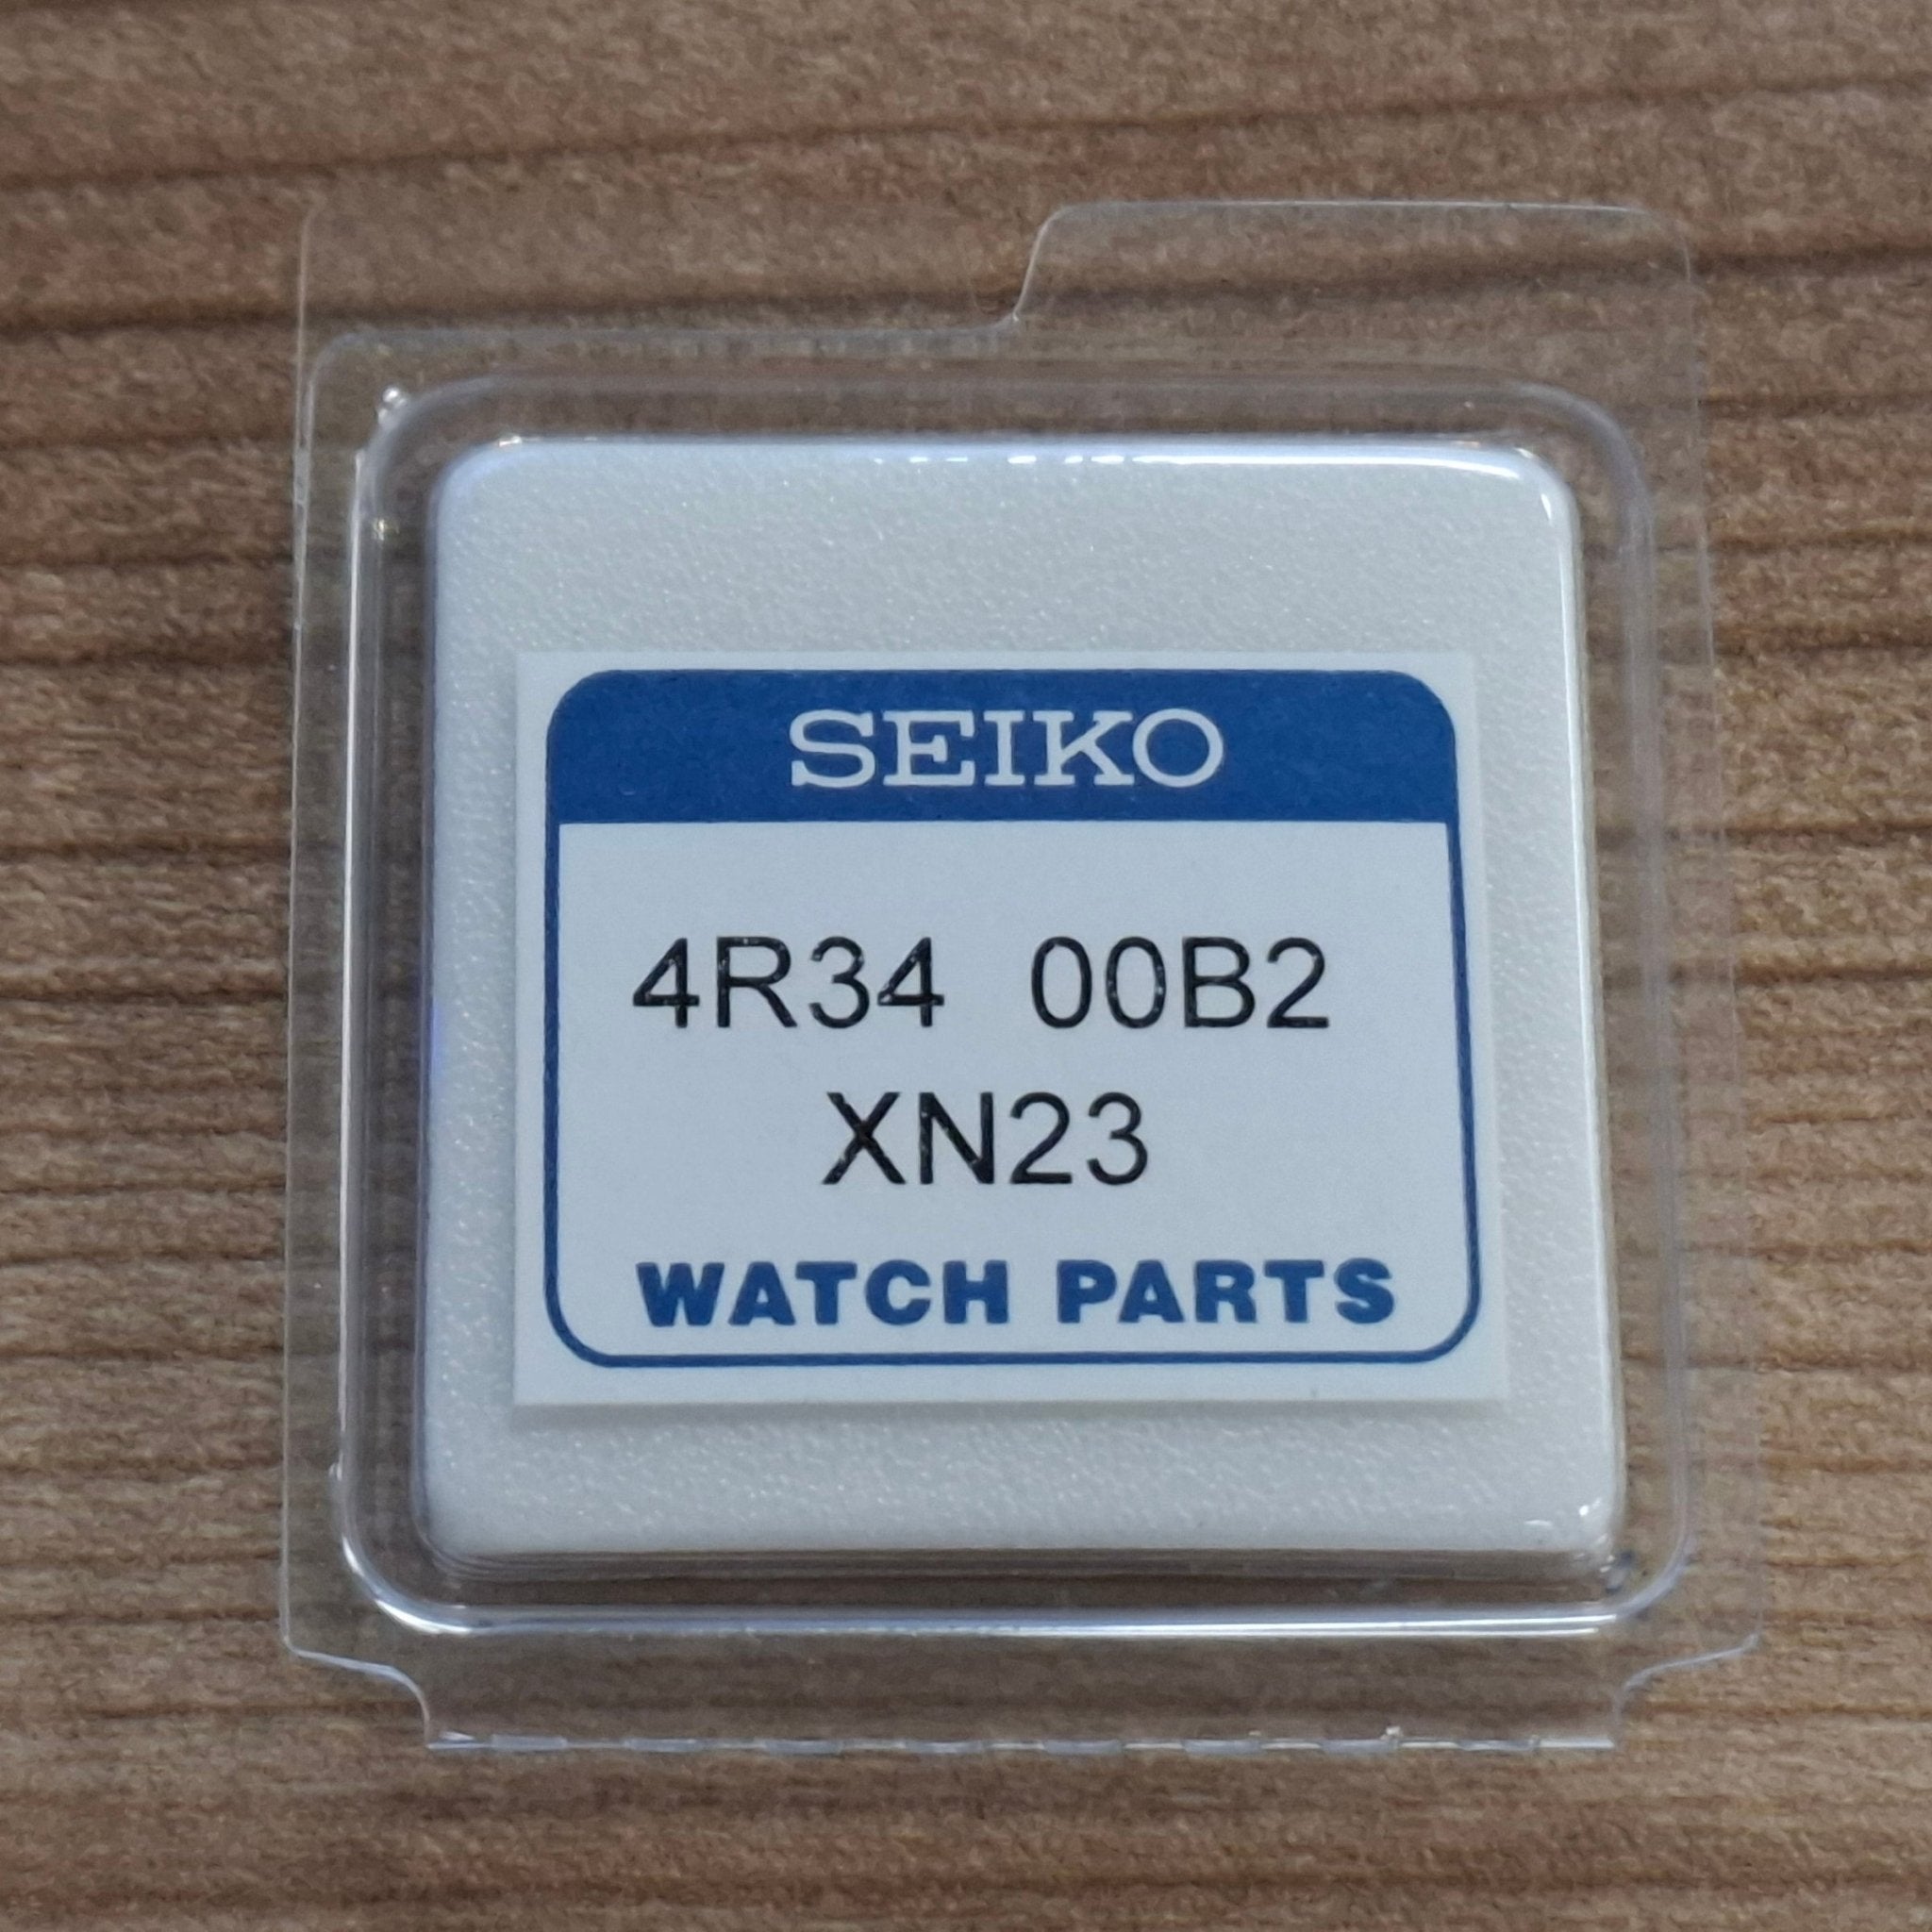 SEIKO
4R34 00B2
XN23
WATCH PARTS